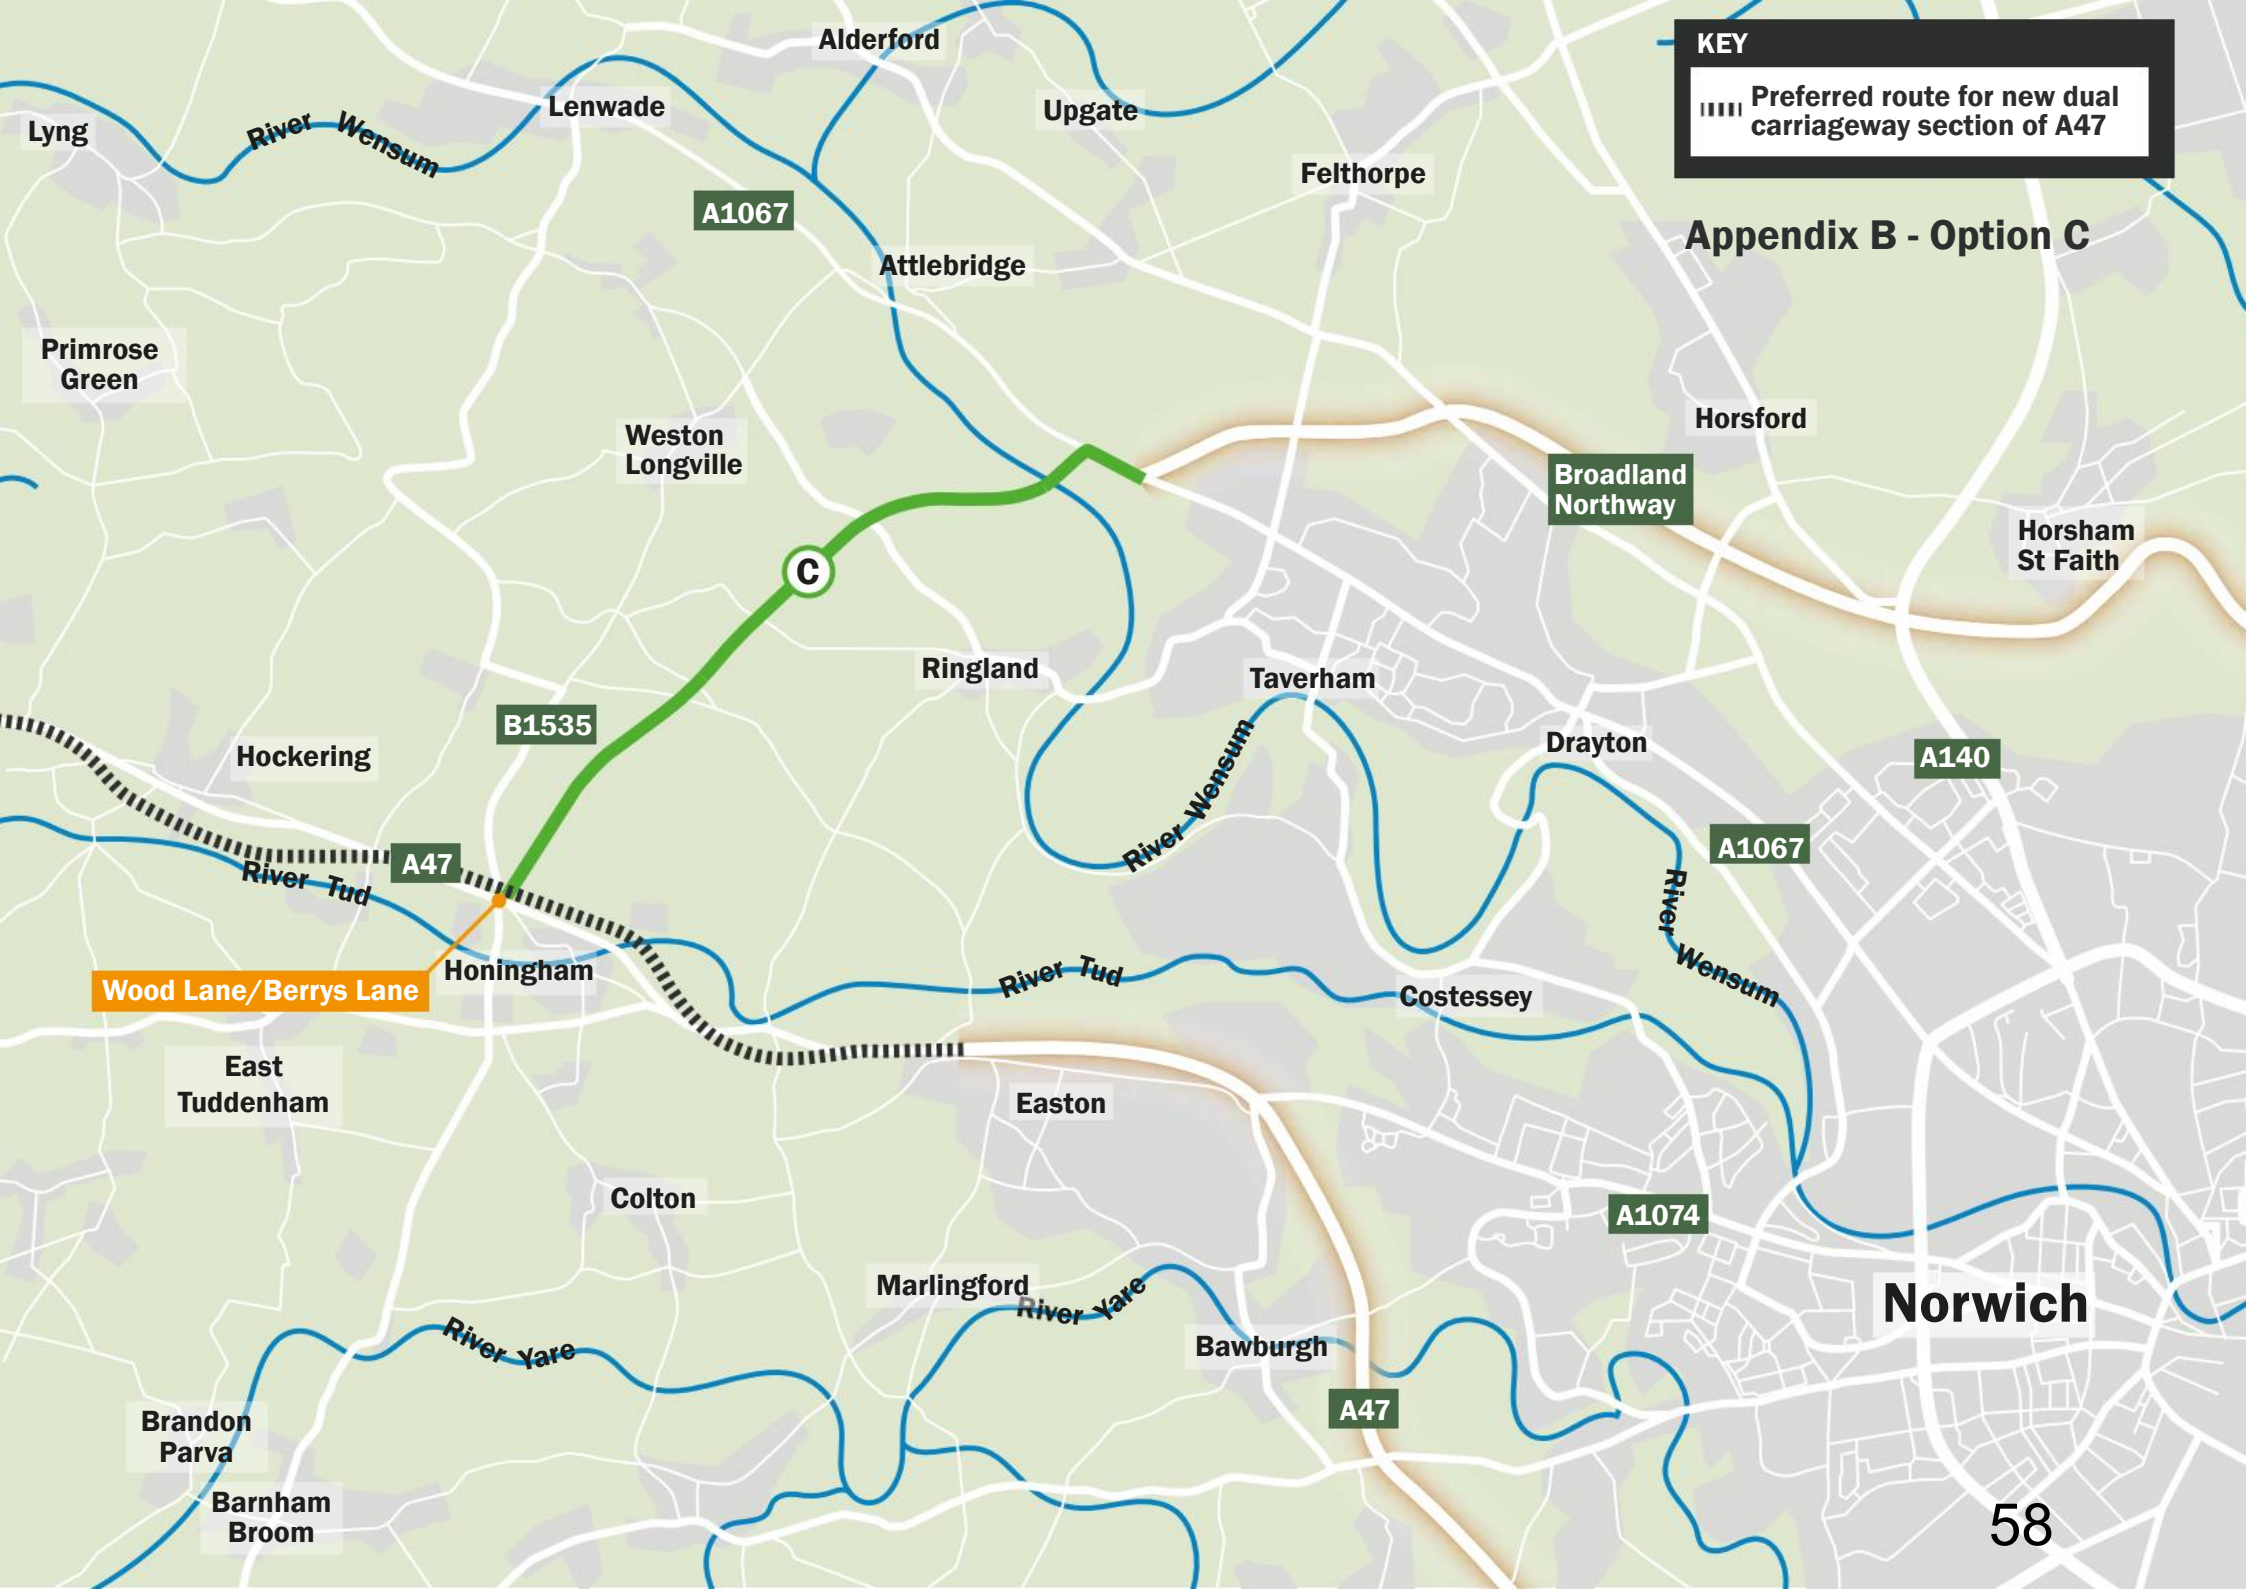 KEY
Preferred route for new dual
carriageway section of A47
Appendix B - Option C
Alderford
Lenwade
Upgate
Lyng
River Wensum
Felthorpe
A1067
Attlebridge
Primrose
Green
Weston
Longville
Horsford
Broadland
Northway
Horsham
St Faith
C
Ringland
Taverham
B1535
Hockering
Drayton
A140
River Wensum
A1067
A47
River Tud
River Wensum
Wood Lane/Berrys Lane
Honingham
River Tud
Costessey
East
Tuddenham
Easton
Colton
A1074
Marlingford
River Yare
Norwich
River Yare
Bawburgh
A47
Brandon
Parva
Barnham
Broom
58